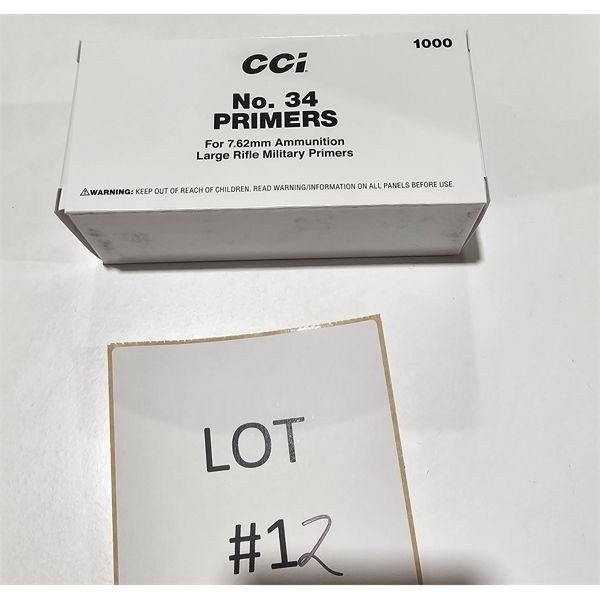 CCI
1000
No. 34
PRIMERS
For 7.62mm Ammunition
Large Rifle Military Primers
⚠WARNING: KEEP OUT OF REACH OF CHILDREN. READ WARNING/INFORMATION ON ALL PANELS BEFORE USE.
LOT
#12